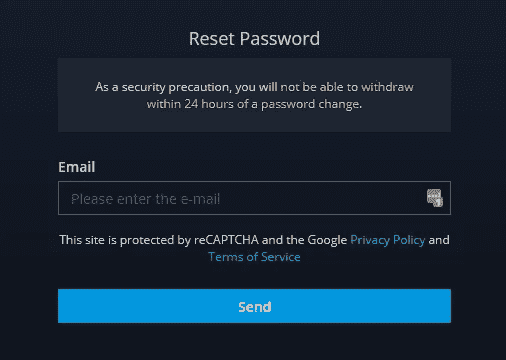 Reset Password
As a security precaution, you will not be able to withdraw
within 24 hours of a password change.
Email
Please enter the e-mail
This site is protected by reCAPTCHA and the Google Privacy Policy and
Terms of Service
Send